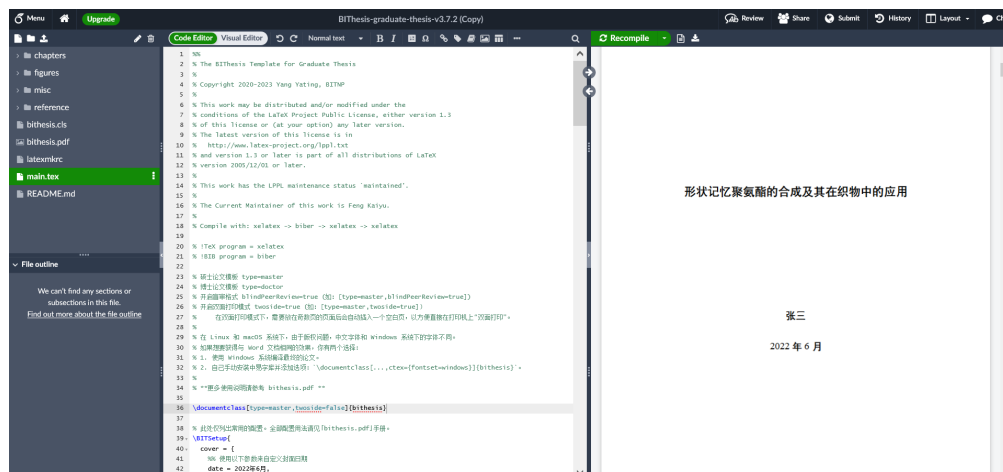 Menu
Upgrade
BIThesis-graduate-thesis-v3.7.2 (Copy)
Review
Share
Submit
History
Layout
Ch
Code Editor
Visual Editor
Normal text
B I
Ω
Recompile
chapters
figures
misc
reference
bithesis.cls
bithesis.pdf
latexmkrc
main.tex
README.md
File outline
We can't find any sections or
subsections in this file.
Find out more about the file outline
1 %%
2 % The BIThesis Template for Graduate Thesis
3 %
4 % Copyright 2020-2023 Yang Yating, BITNP
5 %
6 % This work may be distributed and/or modified under the
7 % conditions of the LaTeX Project Public License, either version 1.3
8 % of this license or (at your option) any later version.
9 % The latest version of this license is in
10 % http://www.latex-project.org/lppl.txt
11 % and version 1.3 or later is part of all distributions of LaTeX
12 % version 2005/12/01 or later.
13 %
14 % This work has the LPPL maintenance status `maintained'.
15 %
16 % The Current Maintainer of this work is Feng Kaiyu.
17 %
18 % Compile with: xelatex -> biber -> xelatex -> xelatex
19
20 % !TeX program = xelatex
21 % !BIB program = biber
22
23 % 硕士论文模板 type=master
24 % 博士论文模板 type=doctor
25 % 开启盲审格式 blindPeerReview=true (如: [type=master,blindPeerReview=true])
26 % 开启双面打印模式 twoside=true (如: [type=master,twoside=true])
27 % 在双面打印模式下,需要部在奇数页的页面后会自动插入一个空白页,以方便直接在打印机上“双面打印”。
28 %
29 % 在 Linux 和 macOS 系统下,由于版权问题,中文字体和 Windows 系统下的字体不同。
30 % 如果想要获得与 Word 文档相同的效果,你有两个选择:
31 % 1. 使用 Windows 系统编译最终的论文。
32 % 2. 自己手动安装中易字库并添加选项:`\documentclass[...,ctex={fontset=windows}]{bithesis}`。
33 %
34 % **更多使用说明请参考 bithesis.pdf **
35
36 \documentclass[type=master,twoside=false]{bithesis}
37
38 % 此处仅列出常用的配置。全部配置用法请见「bithesis.pdf」手册。
39 \BITSetup{
40 cover = {
41 %% 使用以下参数来自定义封面日期
42 date = 2022年6月,
形状记忆聚氨酯的合成及其在织物中的应用
张三
2022 年 6 月